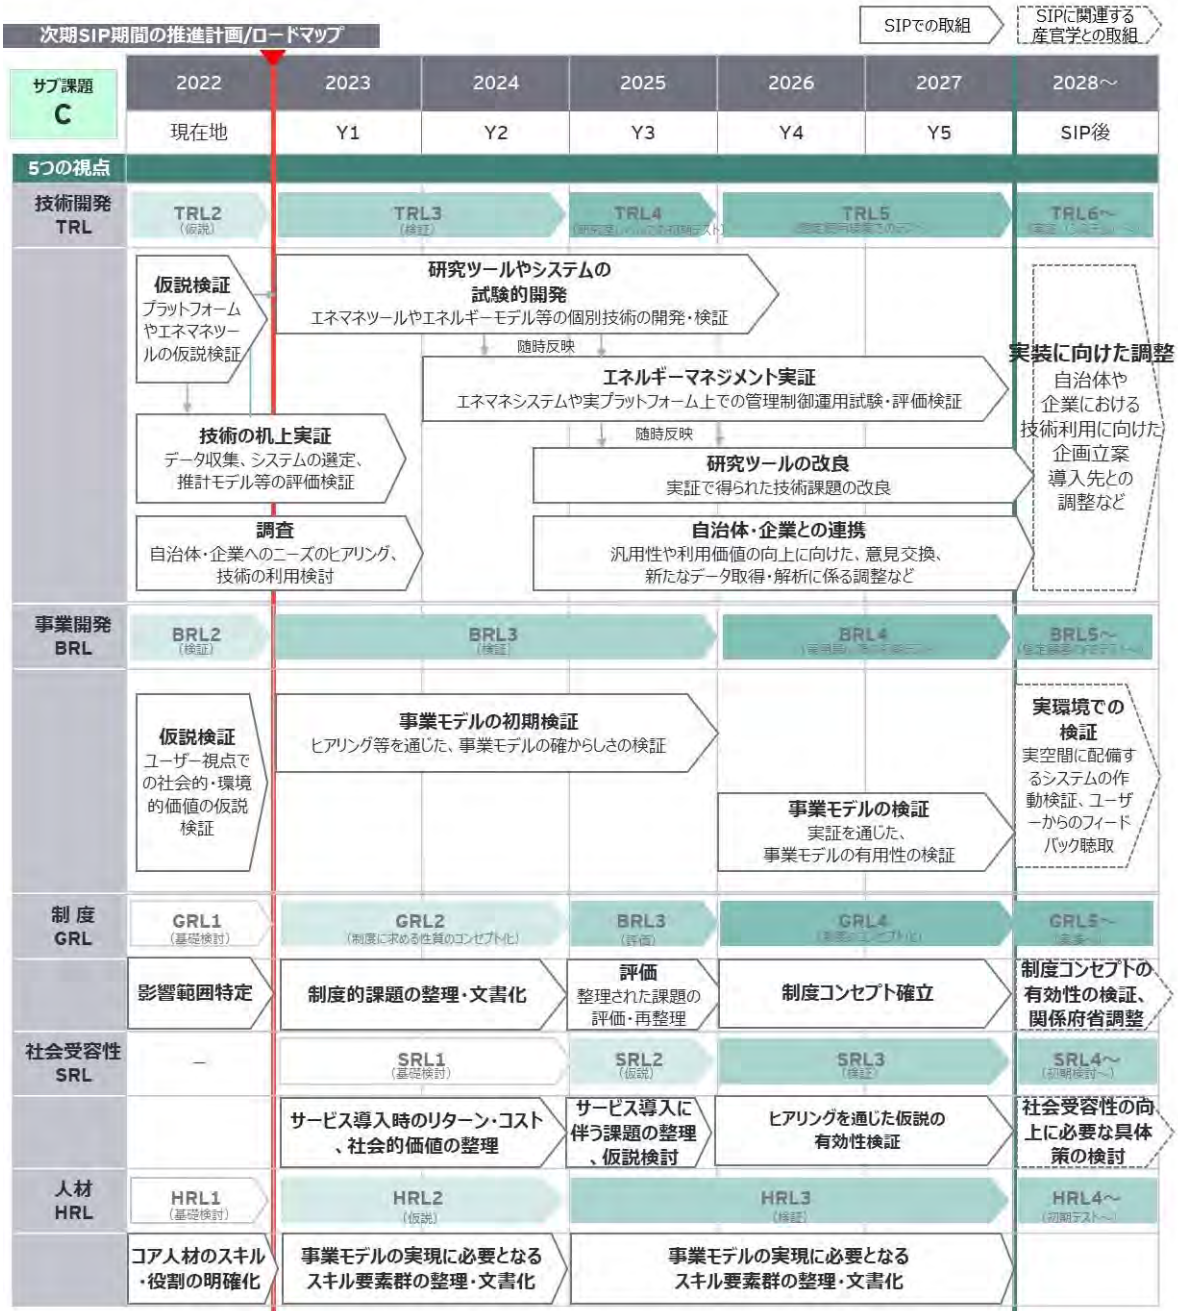 次期SIP期間の推進計画/ロードマップ
SIPでの取組
SIPに関連する
産官学との取組
サブ課題
C
2022
2023
2024
2025
2026
2027
2028～
現在地
Y1
Y2
Y3
Y4
Y5
SIP後
5つの視点
技術開発
TRL
TRL2
(仮説)
TRL3
(検証)
TRL4
TRL5
TRL6～
仮説検証
プラットフォーム
やエネマネツー
ルの仮説検証
研究ツールやシステムの
試験的開発
エネマネツールやエネルギーモデル等の個別技術の開発・検証
随時反映
エネルギーマネジメント実証
エネマネシステムや実プラットフォーム上での管理制御運用試験・評価検証
随時反映
技術の机上実証
データ収集、システムの選定、
推計モデル等の評価検証
研究ツールの改良
実証で得られた技術課題の改良
調査
自治体・企業へのニーズのヒアリング、
技術の利用検討
自治体・企業との連携
汎用性や利用価値の向上に向けた、意見交換、
新たなデータ取得・解析に係る調整など
実装に向けた調整
自治体や
企業における
技術利用に向けた
企画立案
導入先との
調整など
事業開発
BRL
BRL2
(検証)
BRL3
(検証)
BRL4
BRL5～
仮説検証
ユーザー視点で
の社会的・環境
的価値の仮説
検証
事業モデルの初期検証
ヒアリング等を通じた、事業モデルの確からしさの検証
事業モデルの検証
実証を通じた、
事業モデルの有用性の検証
実環境での
検証
実空間に配備す
るシステムの作
動検証、ユーザ
ーからのフィード
バック聴取
制 度
GRL
GRL1
(基礎検討)
GRL2
(制度に求める性質のコンセプト化)
BRL3
(評価)
GRL4
GRL5～
影響範囲特定
制度的課題の整理・文書化
評価
整理された課題の
評価・再整理
制度コンセプト確立
制度コンセプトの
有効性の検証、
関係府省調整
社会受容性
SRL
－
SRL1
(基礎検討)
SRL2
(仮説)
SRL3
(検証)
SRL4～
(初期検討～)
サービス導入時のリターン・コスト
、社会的価値の整理
サービス導入に
伴う課題の整理
、仮説検討
ヒアリングを通じた仮説の
有効性検証
社会受容性の向
上に必要な具体
策の検討
人材
HRL
HRL1
(基礎検討)
HRL2
(仮説)
HRL3
(検証)
HRL4～
(初期テスト～)
コア人材のスキル
・役割の明確化
事業モデルの実現に必要となる
スキル要素群の整理・文書化
事業モデルの実現に必要となる
スキル要素群の整理・文書化